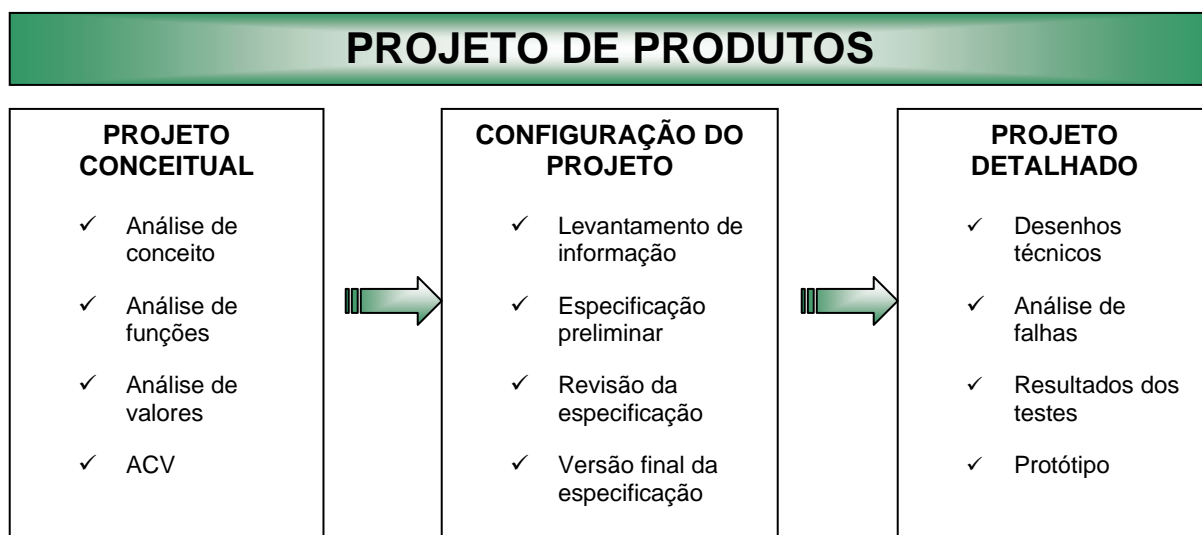 PROJETO DE PRODUTOS
PROJETO
CONCEITUAL
✓ Análise de
conceito
✓ Análise de
funções
✓ Análise de
valores
✓ ACV
CONFIGURAÇÃO DO
PROJETO
✓ Levantamento de
informação
✓ Especificação
preliminar
✓ Revisão da
especificação
✓ Versão final da
especificação
PROJETO
DETALHADO
✓ Desenhos
técnicos
✓ Análise de
falhas
✓ Resultados dos
testes
✓ Protótipo